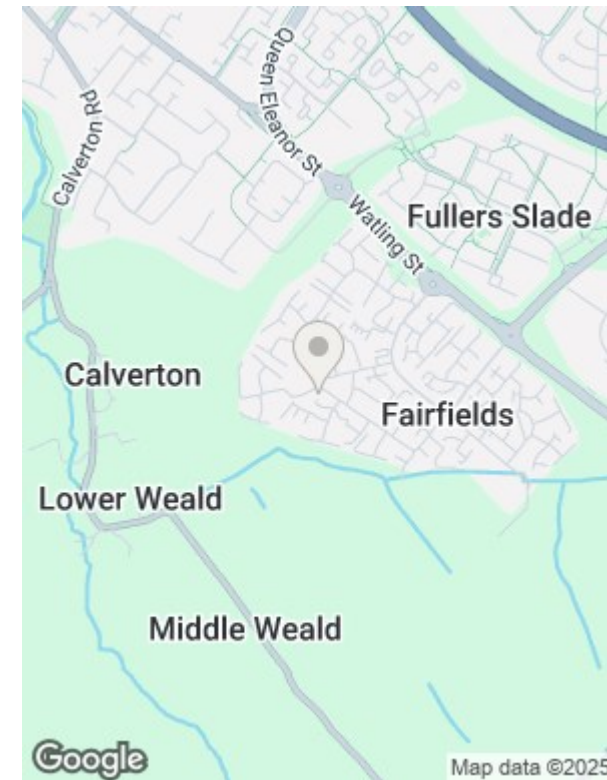 Queen Eleanor St
Calverton Rd
Watling St
Fullers Slade
Calverton
Fairfields
Lower Weald
Middle Weald
Google
Map data ©2025